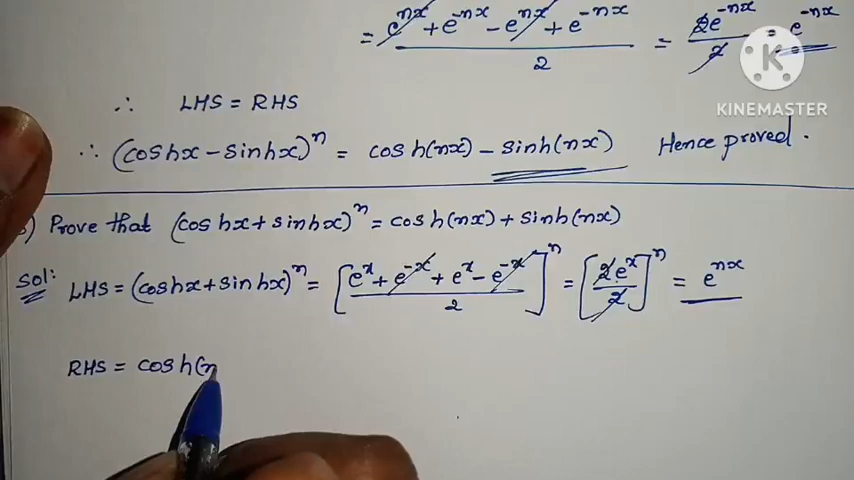 = e^nx + e^-nx - e^nx + e^-nx / 2 = 2e^-nx / 2 = e^-nx
KINEMASTER
∴ LHS = RHS
∴ (coshx - sinhx)^n = cosh(nx) - sinh(nx) Hence proved.
) Prove that (coshx + sinhx)^n = cosh(nx) + sinh(nx)
Sol: LHS = (coshx + sinhx)^n = [e^x + e^-x + e^x - e^-x / 2]^n = [2e^x / 2]^n = e^nx
RHS = cosh(n